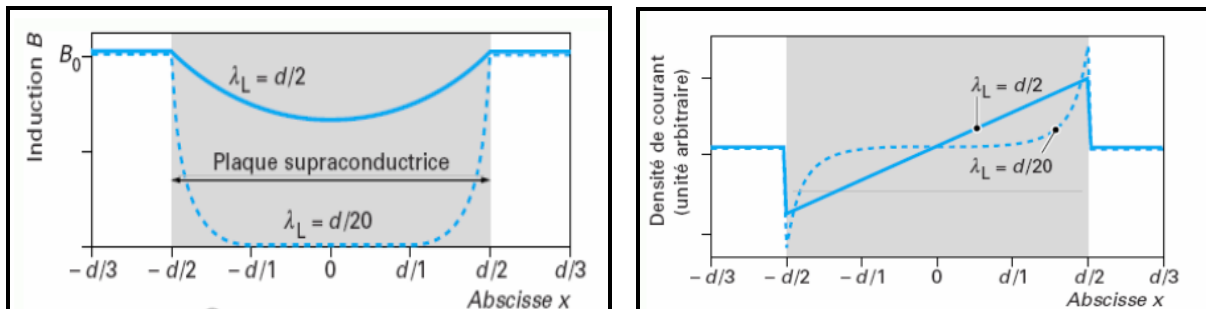 Induction B
B₀
λL = d/2
Plaque supraconductrice
λL = d/20
– d/3 – d/2 – d/1 0 d/1 d/2 d/3
Abscisse x
Densité de courant
(unité arbitraire)
λL = d/2
λL = d/20
– d/3 – d/2 – d/1 0 d/1 d/2 d/3
Abscisse x